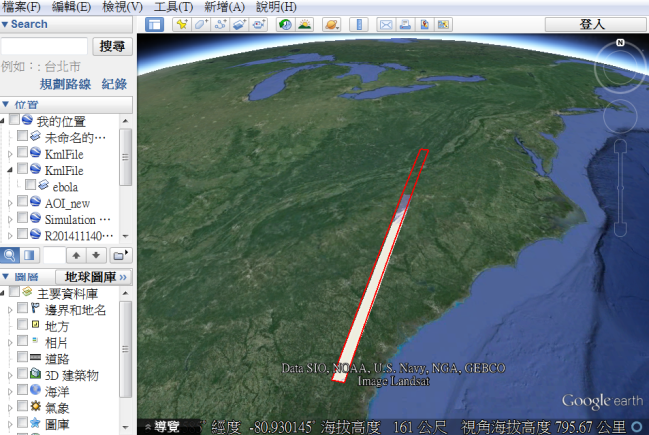 檔案(F) 編輯(E) 檢視(V) 工具(T) 新增(A) 說明(H)
Search
搜尋
登入
例如：: 台北市
規劃路線 紀錄
位置
我的位置
未命名的…
KmlFile
KmlFile
ebola
AOI_new
Simulation …
R201411140…
圖層
地球圖庫 »
主要資料庫
邊界和地名
地方
相片
道路
3D 建築物
海洋
氣象
圖庫
N
Data SIO, NOAA, U.S. Navy, NGA, GEBCO
Image Landsat
Google earth
導覽 經度 -80.930145° 海拔高度 161 公尺 視角海拔高度 795.67 公里